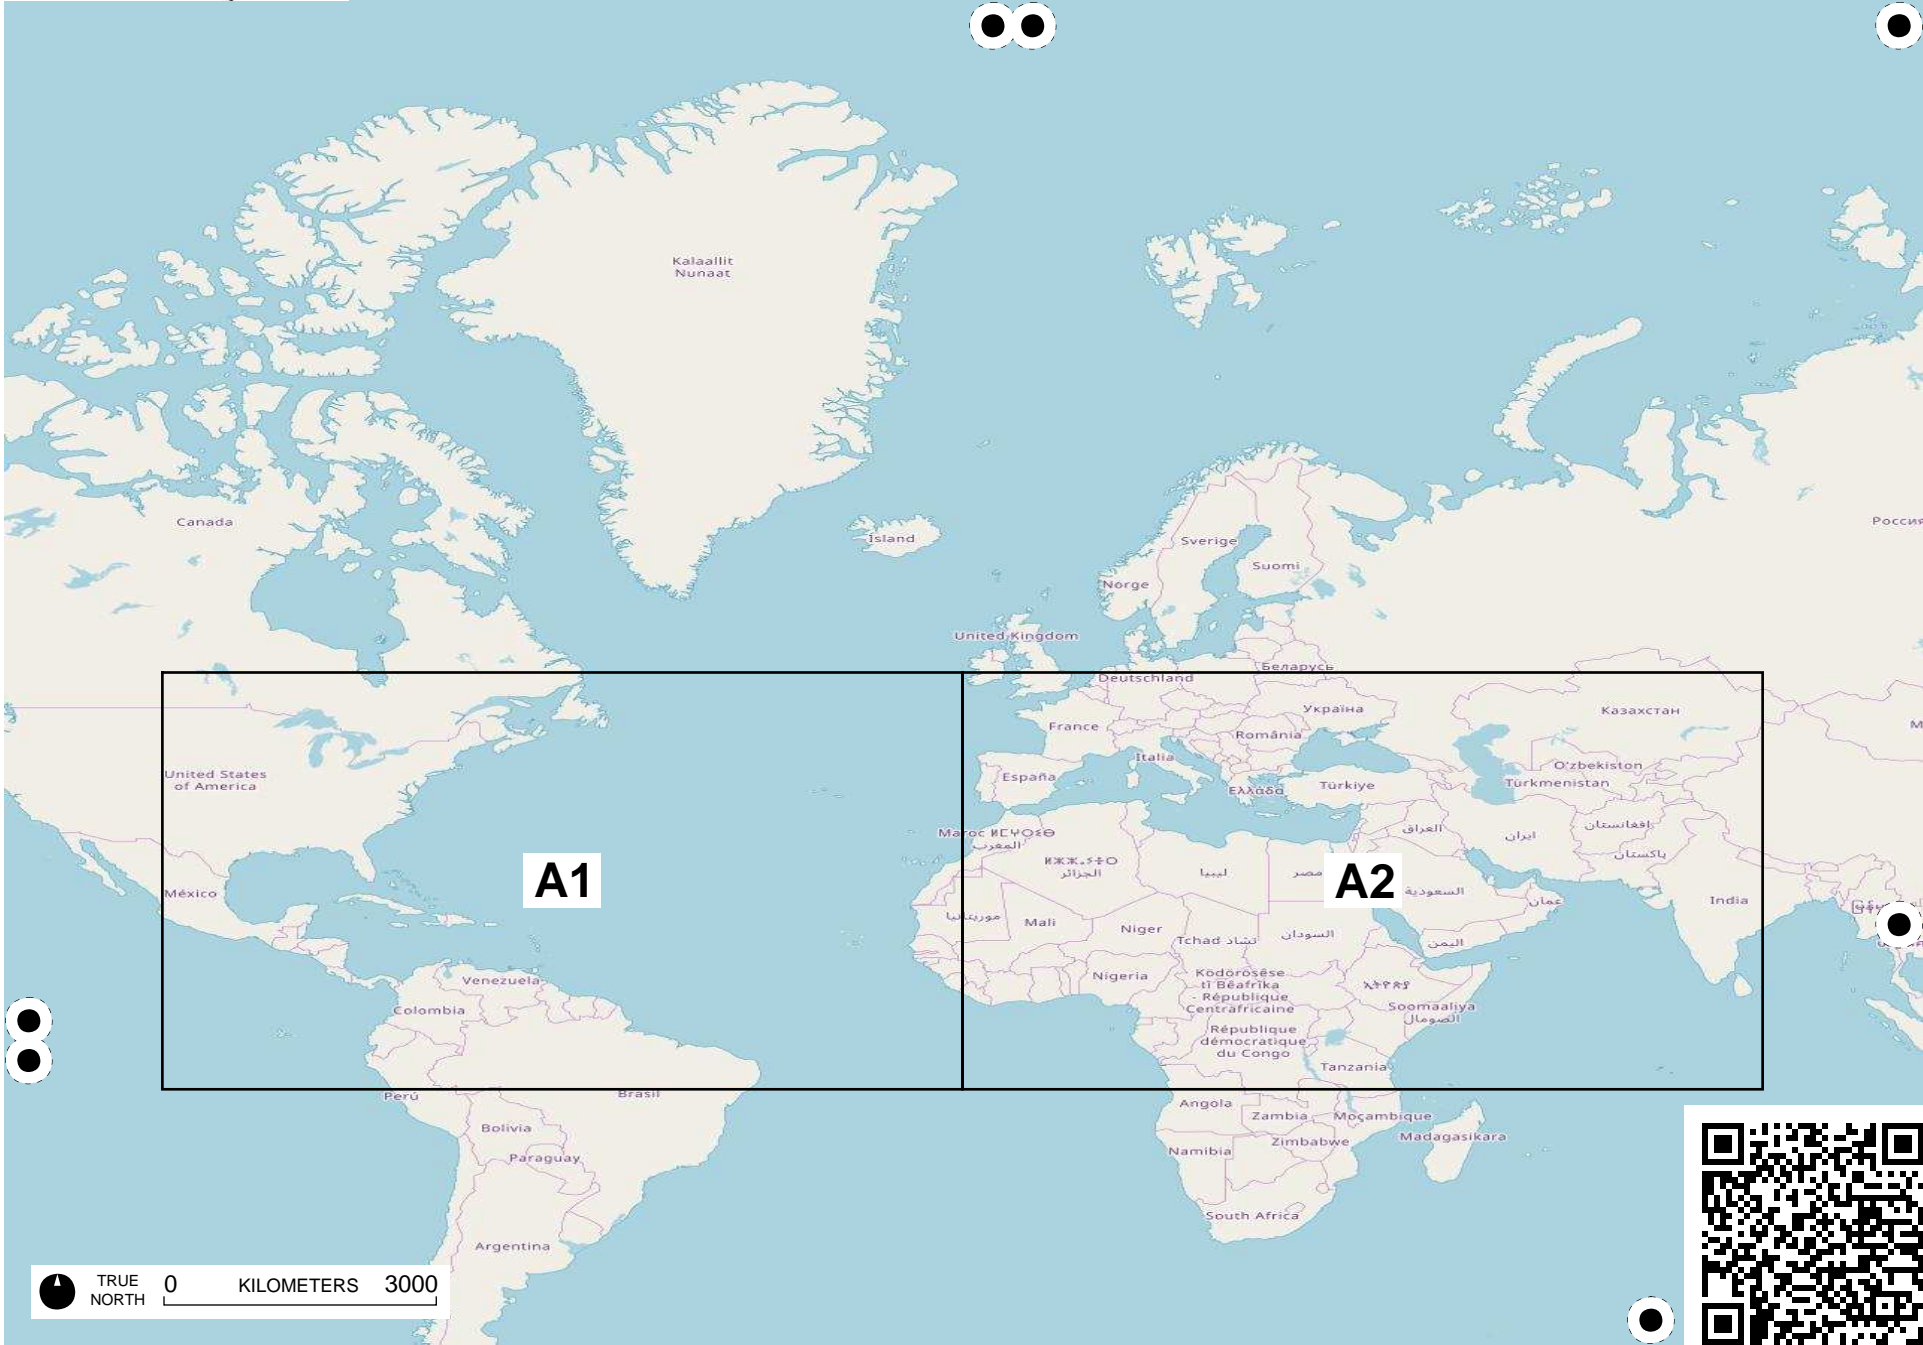 Kalaallit
Nunaat
Canada
Ísland
Sverige
Suomi
Norge
Россия
United Kingdom
Беларусь
Deutschland
Україна
Казахстан
France
România
Italia
O'zbekiston
España
Ελλάδα
Türkiye
Türkmenistan
United States
of America
افغانستان
العراق
ایران
پاکستان
Maroc ⵍⵎⵖⵔⵉⴱ
المغرب
الجزائر
ليبيا
مصر
السعودية
عمان
México
A1
A2
India
موريتانيا
Mali
Niger
Tchad تشاد
السودان
اليمن
Venezuela
Nigeria
Ködörösêse
tî Bêafrîka
- République
Centrafricaine
Colombia
Soomaaliya
الصومال
République
démocratique
du Congo
Tanzania
Perú
Brasil
Angola
Zambia
Moçambique
Bolivia
Zimbabwe
Madagasikara
Paraguay
Namibia
South Africa
Argentina
TRUE
NORTH
0 KILOMETERS 3000